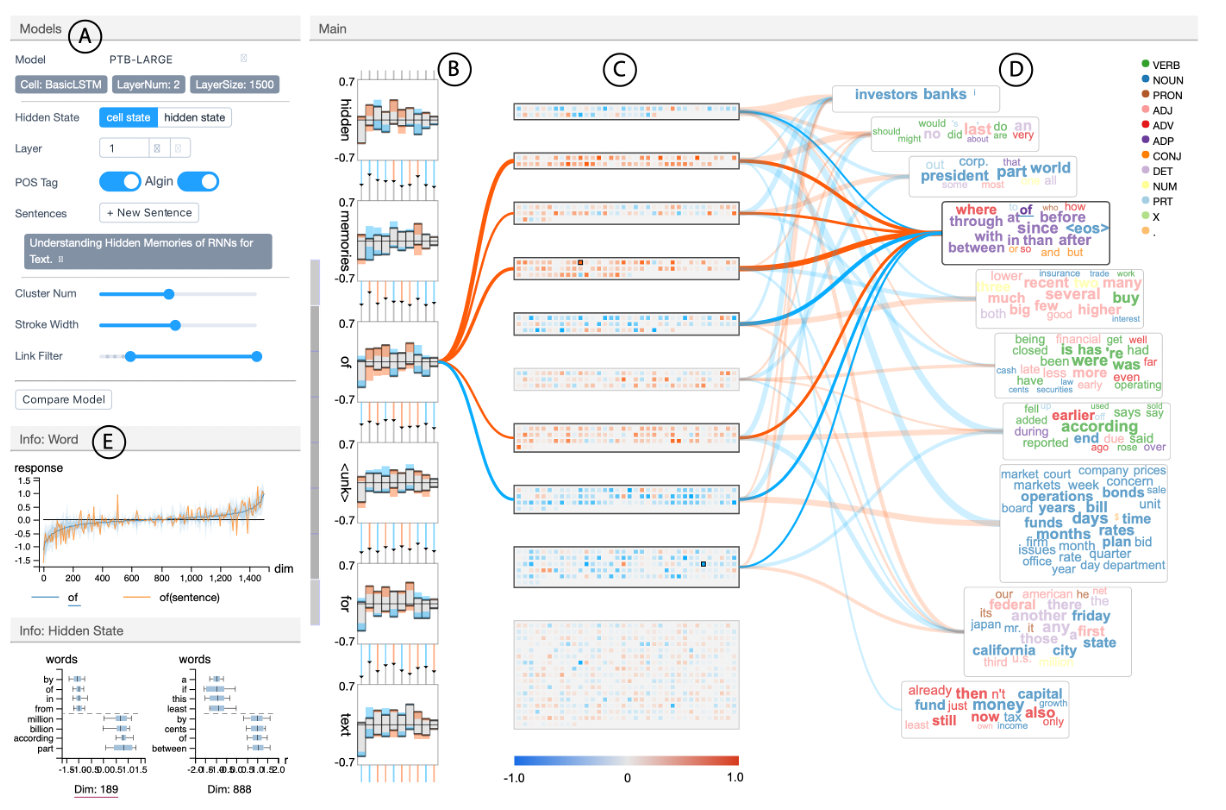 Models
A
Model PTB-LARGE
Cell: BasicLSTM LayerNum: 2 LayerSize: 1500
Hidden State cell state hidden state
Layer 1
POS Tag Algin
Sentences + New Sentence
Understanding Hidden Memories of RNNs for
Text.
Cluster Num
Stroke Width
Link Filter
Compare Model
Info: Word
E
response
1.5
1.0
0.5
0.0
-0.5
-1.0
-1.5
0 200 400 600 800 1,000 1,200 1,400 dim
of of(sentence)
Info: Hidden State
words
by
of
in
from
million
billion
according
part
-1.5-1.0-0.50.00.51.01.5
Dim: 189
words
a
if
this
least
by
cents
of
between
-2.0-1.5-1.0-0.50.00.51.01.52.0
Dim: 888
Main
B
C
D
0.7
hidden
-0.7
0.7
memories
-0.7
0.7
of
-0.7
0.7
<unk>
-0.7
0.7
for
-0.7
0.7
text
-0.7
-1.0 0 1.0
investors banks
would 's do an
should no did last are very
might about
out corp. that
president part world
some most all
where to of who how
through at before
since <eos>
with in than after
between or so and but
insurance trade work
lower recent two many
three
much several
both big few higher buy
good interest
being financial get well
closed is has 're had
been were was far
cash late less more even
have law early operating
cents securities
fell up used sold
added earlier off says say
during according
reported end due said
ago rose over
market court company prices
markets week concern
operations bonds sale
board years bill unit
funds days time
months rates
firm month plan bid
issues rate quarter
office year day department
our american he net
federal there the
its another friday
japan mr. it any first
those a state
california city
third u.s. million
already then n't capital
fund just money growth
least still now tax also
own income only
VERB
NOUN
PRON
ADJ
ADV
ADP
CONJ
DET
NUM
PRT
X
.